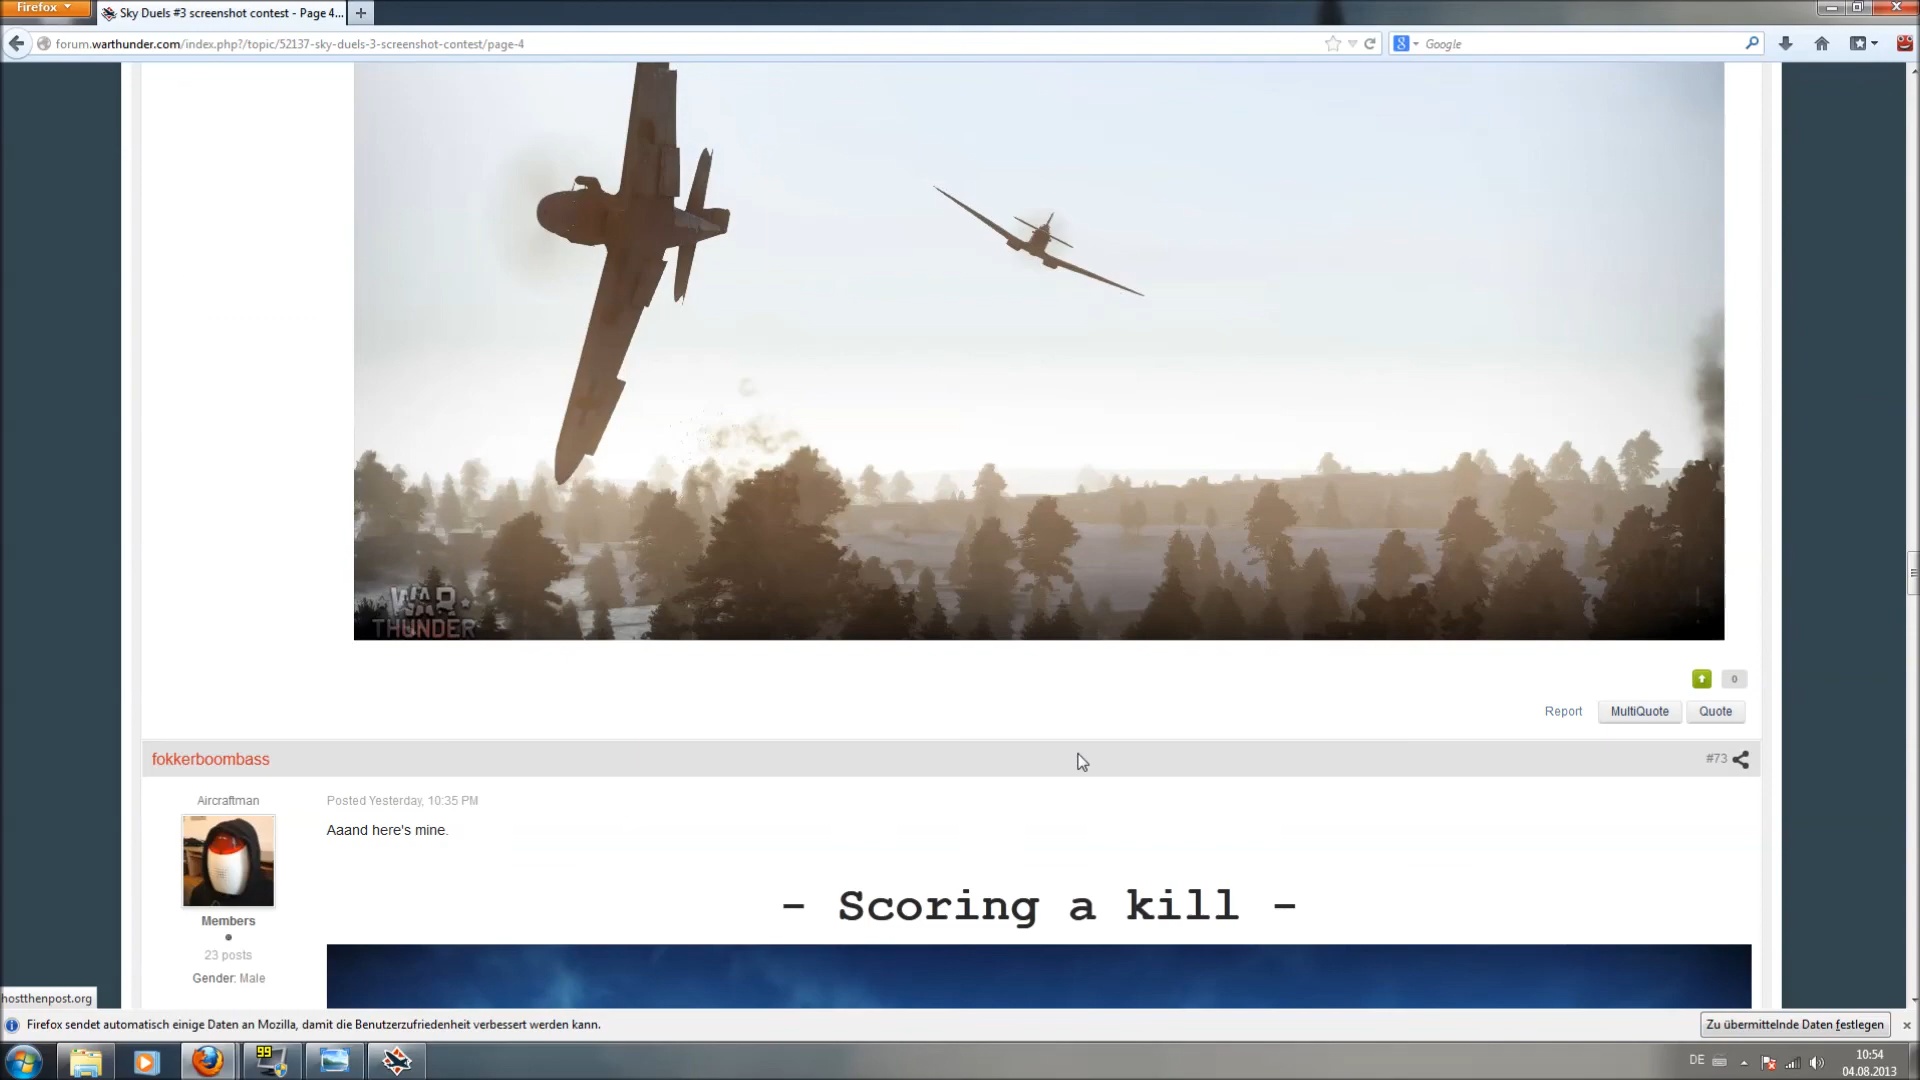 Firefox
Sky Duels #3 screenshot contest - Page 4...
forum.warthunder.com/index.php?/topic/52137-sky-duels-3-screenshot-contest/page-4
Google
WAR
THUNDER
0
Report
MultiQuote
Quote
fokkerboombass
#73
Aircraftman
Posted Yesterday, 10:35 PM
Aaand here's mine.
- Scoring a kill -
Members
23 posts
Gender: Male
hostthenpost.org
Firefox sendet automatisch einige Daten an Mozilla, damit die Benutzerzufriedenheit verbessert werden kann.
Zu übermittelnde Daten festlegen
99
DE
10:54
04.08.2013